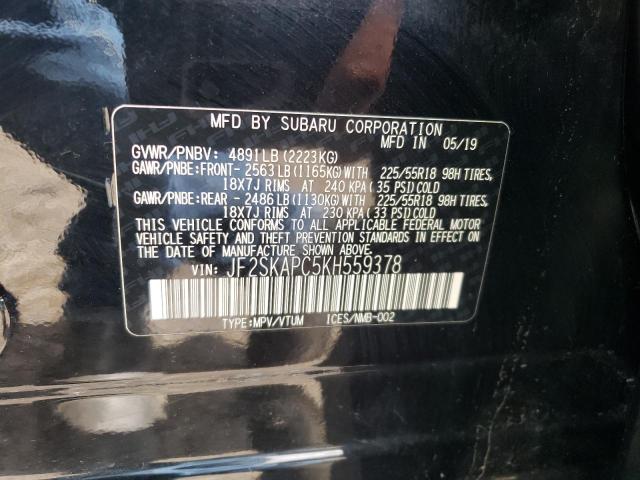 MFD BY SUBARU CORPORATION
MFD IN 05/19
GVWR/PNBV: 4891LB(2223KG)
GAWR/PNBE:FRONT-2563LB(1165KG)WITH 225/55R18 98H TIRES,
18X7J RIMS AT 240 KPA(35 PSI)COLD
GAWR/PNBE:REAR -2486LB(1130KG)WITH 225/55R18 98H TIRES,
18X7J RIMS AT 230 KPA(33 PSI)COLD
THIS VEHICLE CONFORMS TO ALL APPLICABLE FEDERAL MOTOR
VEHICLE SAFETY AND THEFT PREVENTION STANDARDS IN EFFECT ON
THE DATE OF MANUFACTURE SHOWN ABOVE.
VIN: JF2SKAPC5KH559378
TYPE:MPV/VTUM ICES/NMB-002